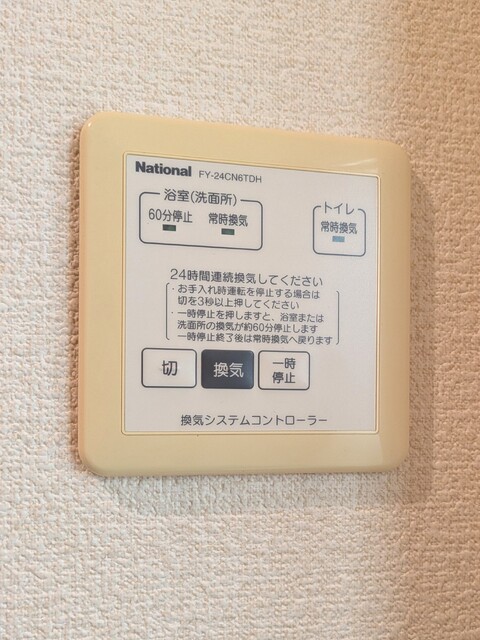 National FY-24CN6TDH
浴室(洗面所)
60分停止 常時換気
トイレ
常時換気
24時間連続換気してください
・お手入れ時運転を停止する場合は
切を3秒以上押してください
・一時停止を押しますと、浴室または
洗面所の換気が約60分停止します
一時停止終了後は常時換気へ戻ります
切 換気 一時
停止
換気システムコントローラー